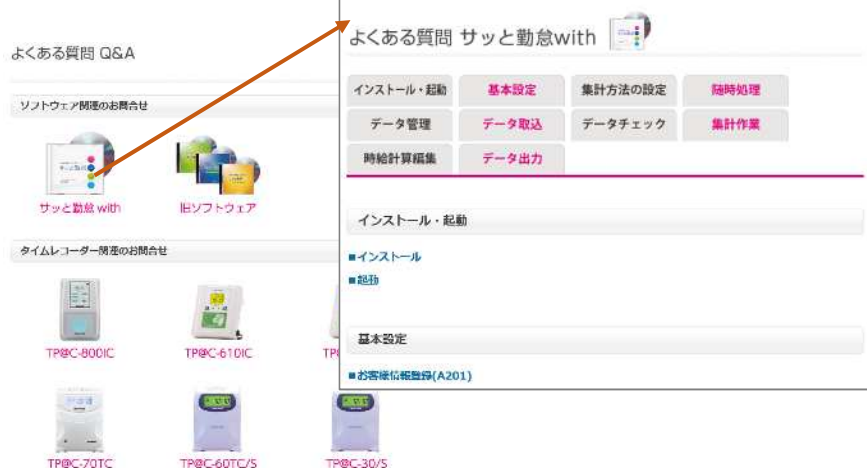 よくある質問 Q&A
ソフトウェア関連のお問合せ
サッと勤怠 with
旧ソフトウェア
タイムレコーダー関連のお問合せ
TP@C-800IC
TP@C-610IC
TP@C-70TC
TP@C-60TC/S
TP@C-30/S
よくある質問 サッと勤怠with
インストール・起動 基本設定 集計方法の設定 随時処理
データ管理 データ取込 データチェック 集計作業
時給計算編集 データ出力
インストール・起動
■インストール
■起動
基本設定
■お客様情報登録(A201)